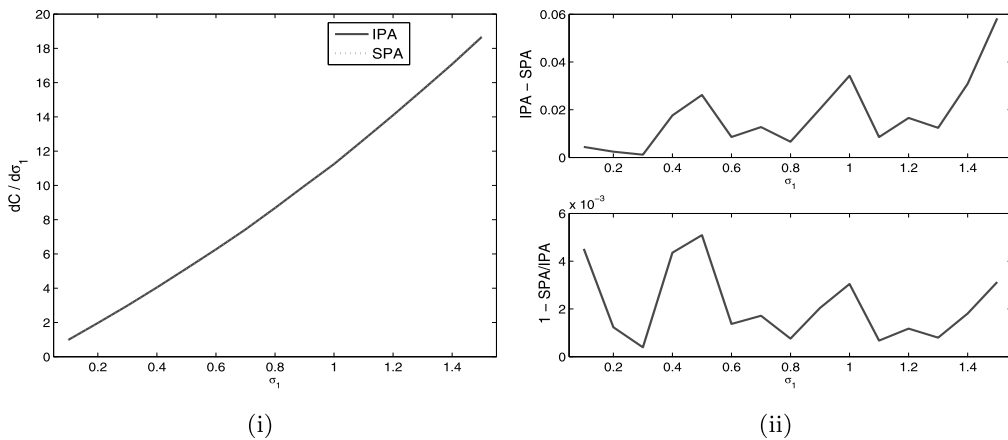 20
18
16
14
12
10
8
6
4
2
0
dC / dσ₁
IPA
SPA
0.2 0.4 0.6 0.8 1 1.2 1.4
σ₁
(i)
0.06
0.04
0.02
0
IPA − SPA
0.2 0.4 0.6 0.8 1 1.2 1.4
σ₁
x 10⁻³
6
4
2
0
1 − SPA/IPA
0.2 0.4 0.6 0.8 1 1.2 1.4
σ₁
(ii)